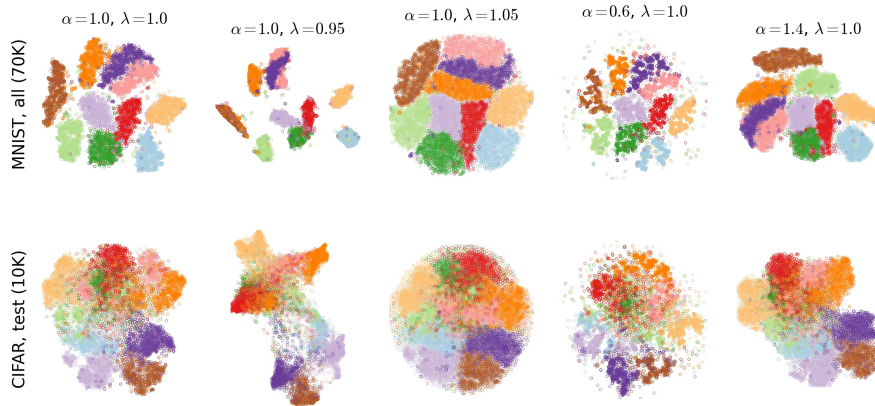 α=1.0, λ=1.0
α=1.0, λ=0.95
α=1.0, λ=1.05
α=0.6, λ=1.0
α=1.4, λ=1.0
MNIST, all (70K)
CIFAR, test (10K)